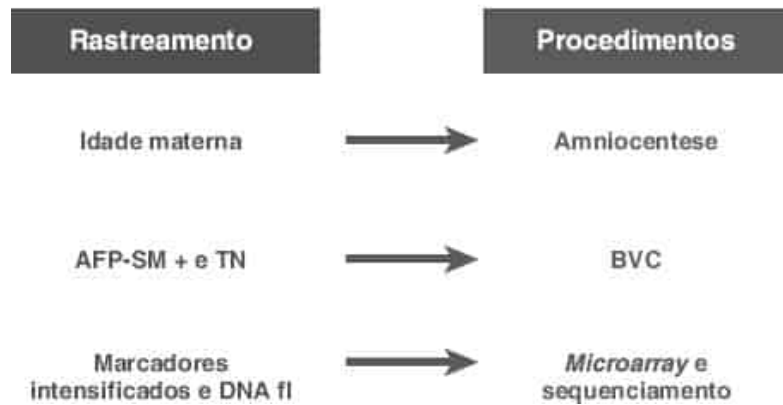 Rastreamento
Procedimentos
Idade materna
Amniocentese
AFP-SM + e TN
BVC
Marcadores
intensificados e DNA fl
Microarray e
sequenciamento